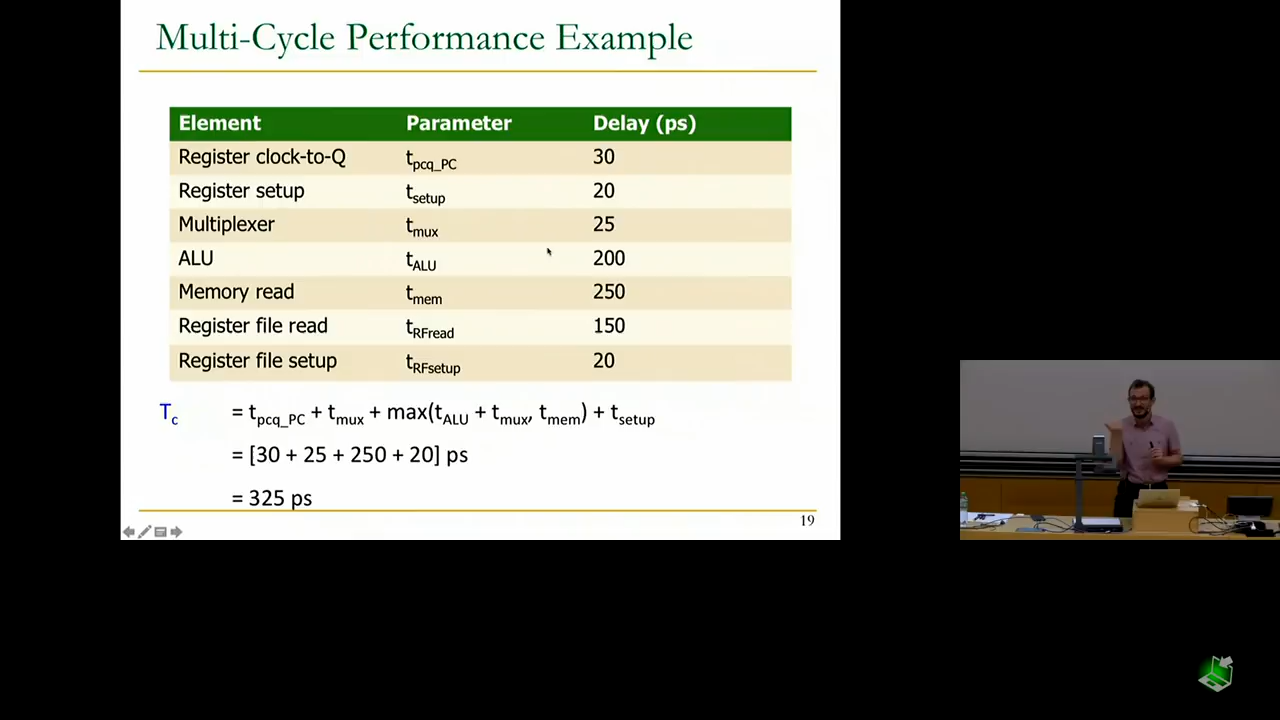 Multi-Cycle Performance Example
Element Parameter Delay (ps)
Register clock-to-Q tpcq_PC 30
Register setup tsetup 20
Multiplexer tmux 25
ALU tALU 200
Memory read tmem 250
Register file read tRFread 150
Register file setup tRFsetup 20
Tc = tpcq_PC + tmux + max(tALU + tmux, tmem) + tsetup
= [30 + 25 + 250 + 20] ps
= 325 ps
19